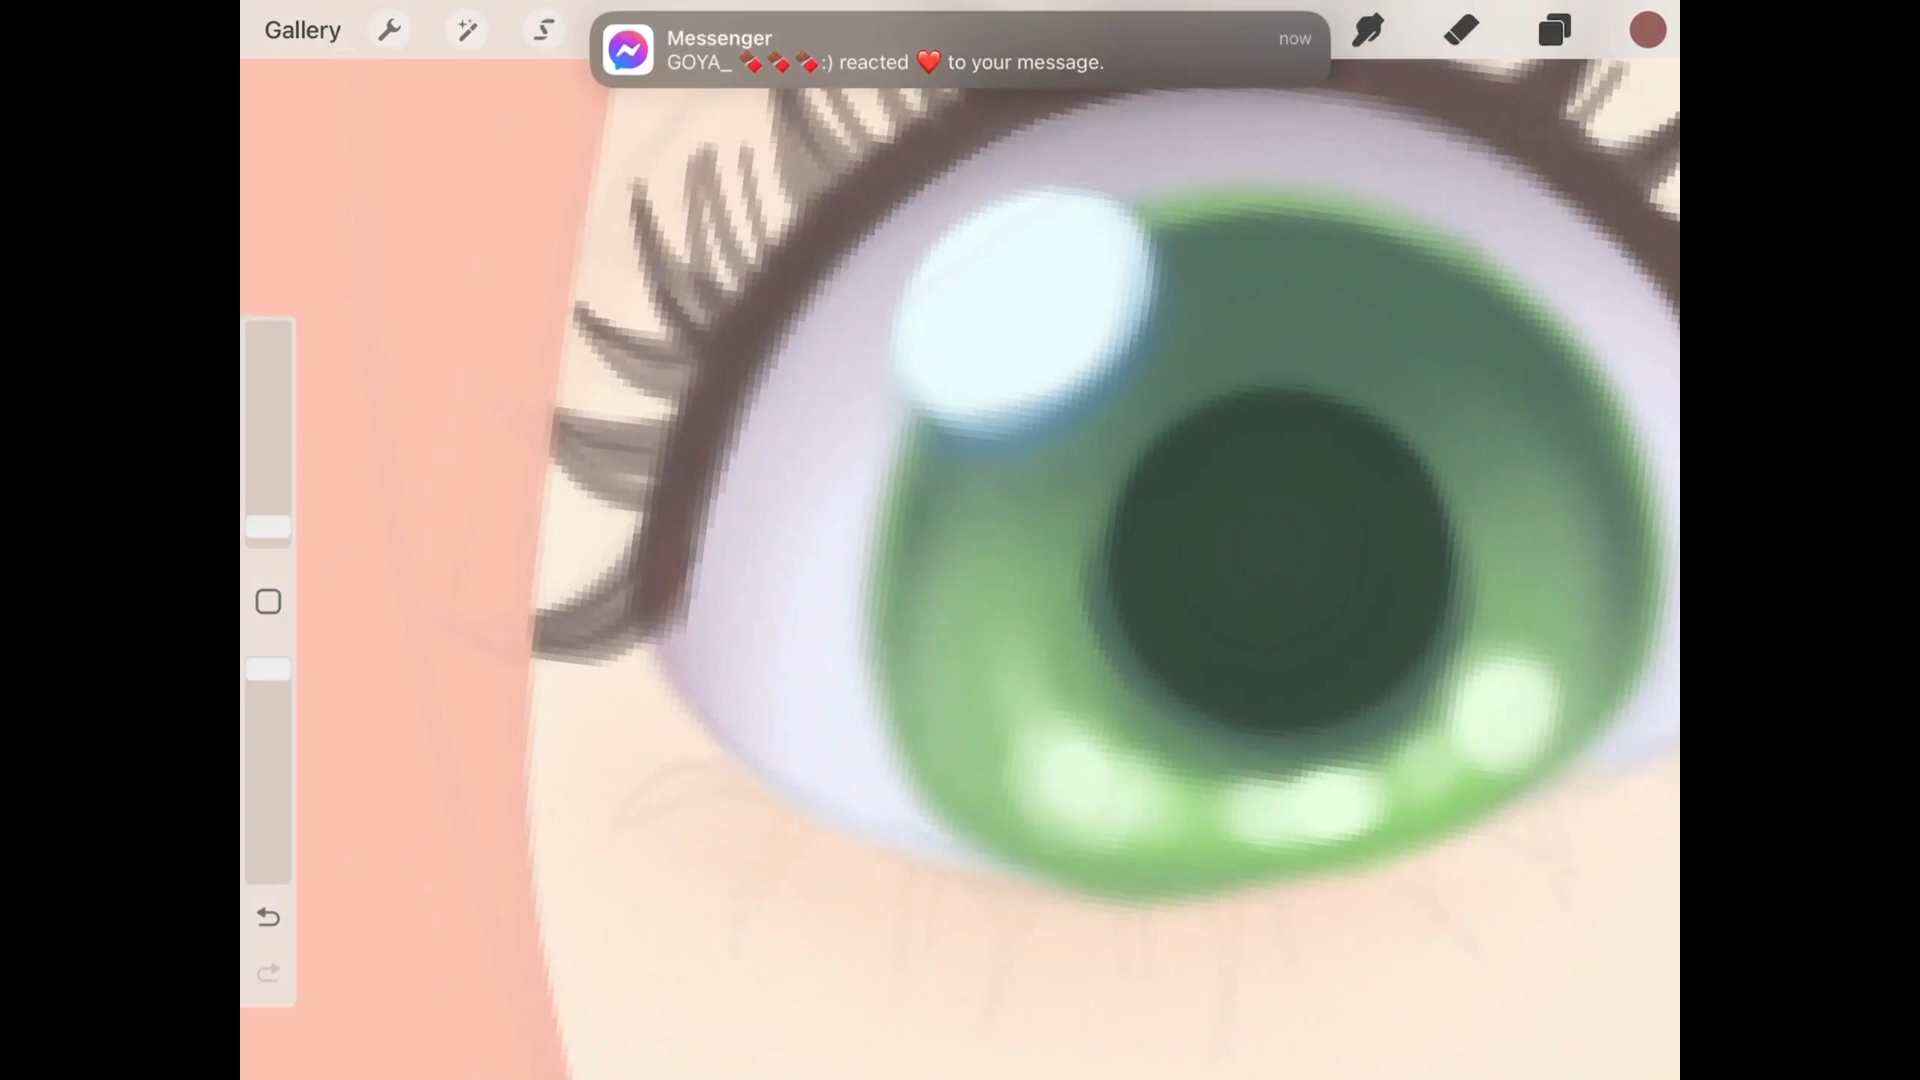 Gallery
Messenger
now
GOYA_ 🍫🍫🍫:) reacted ❤️ to your message.